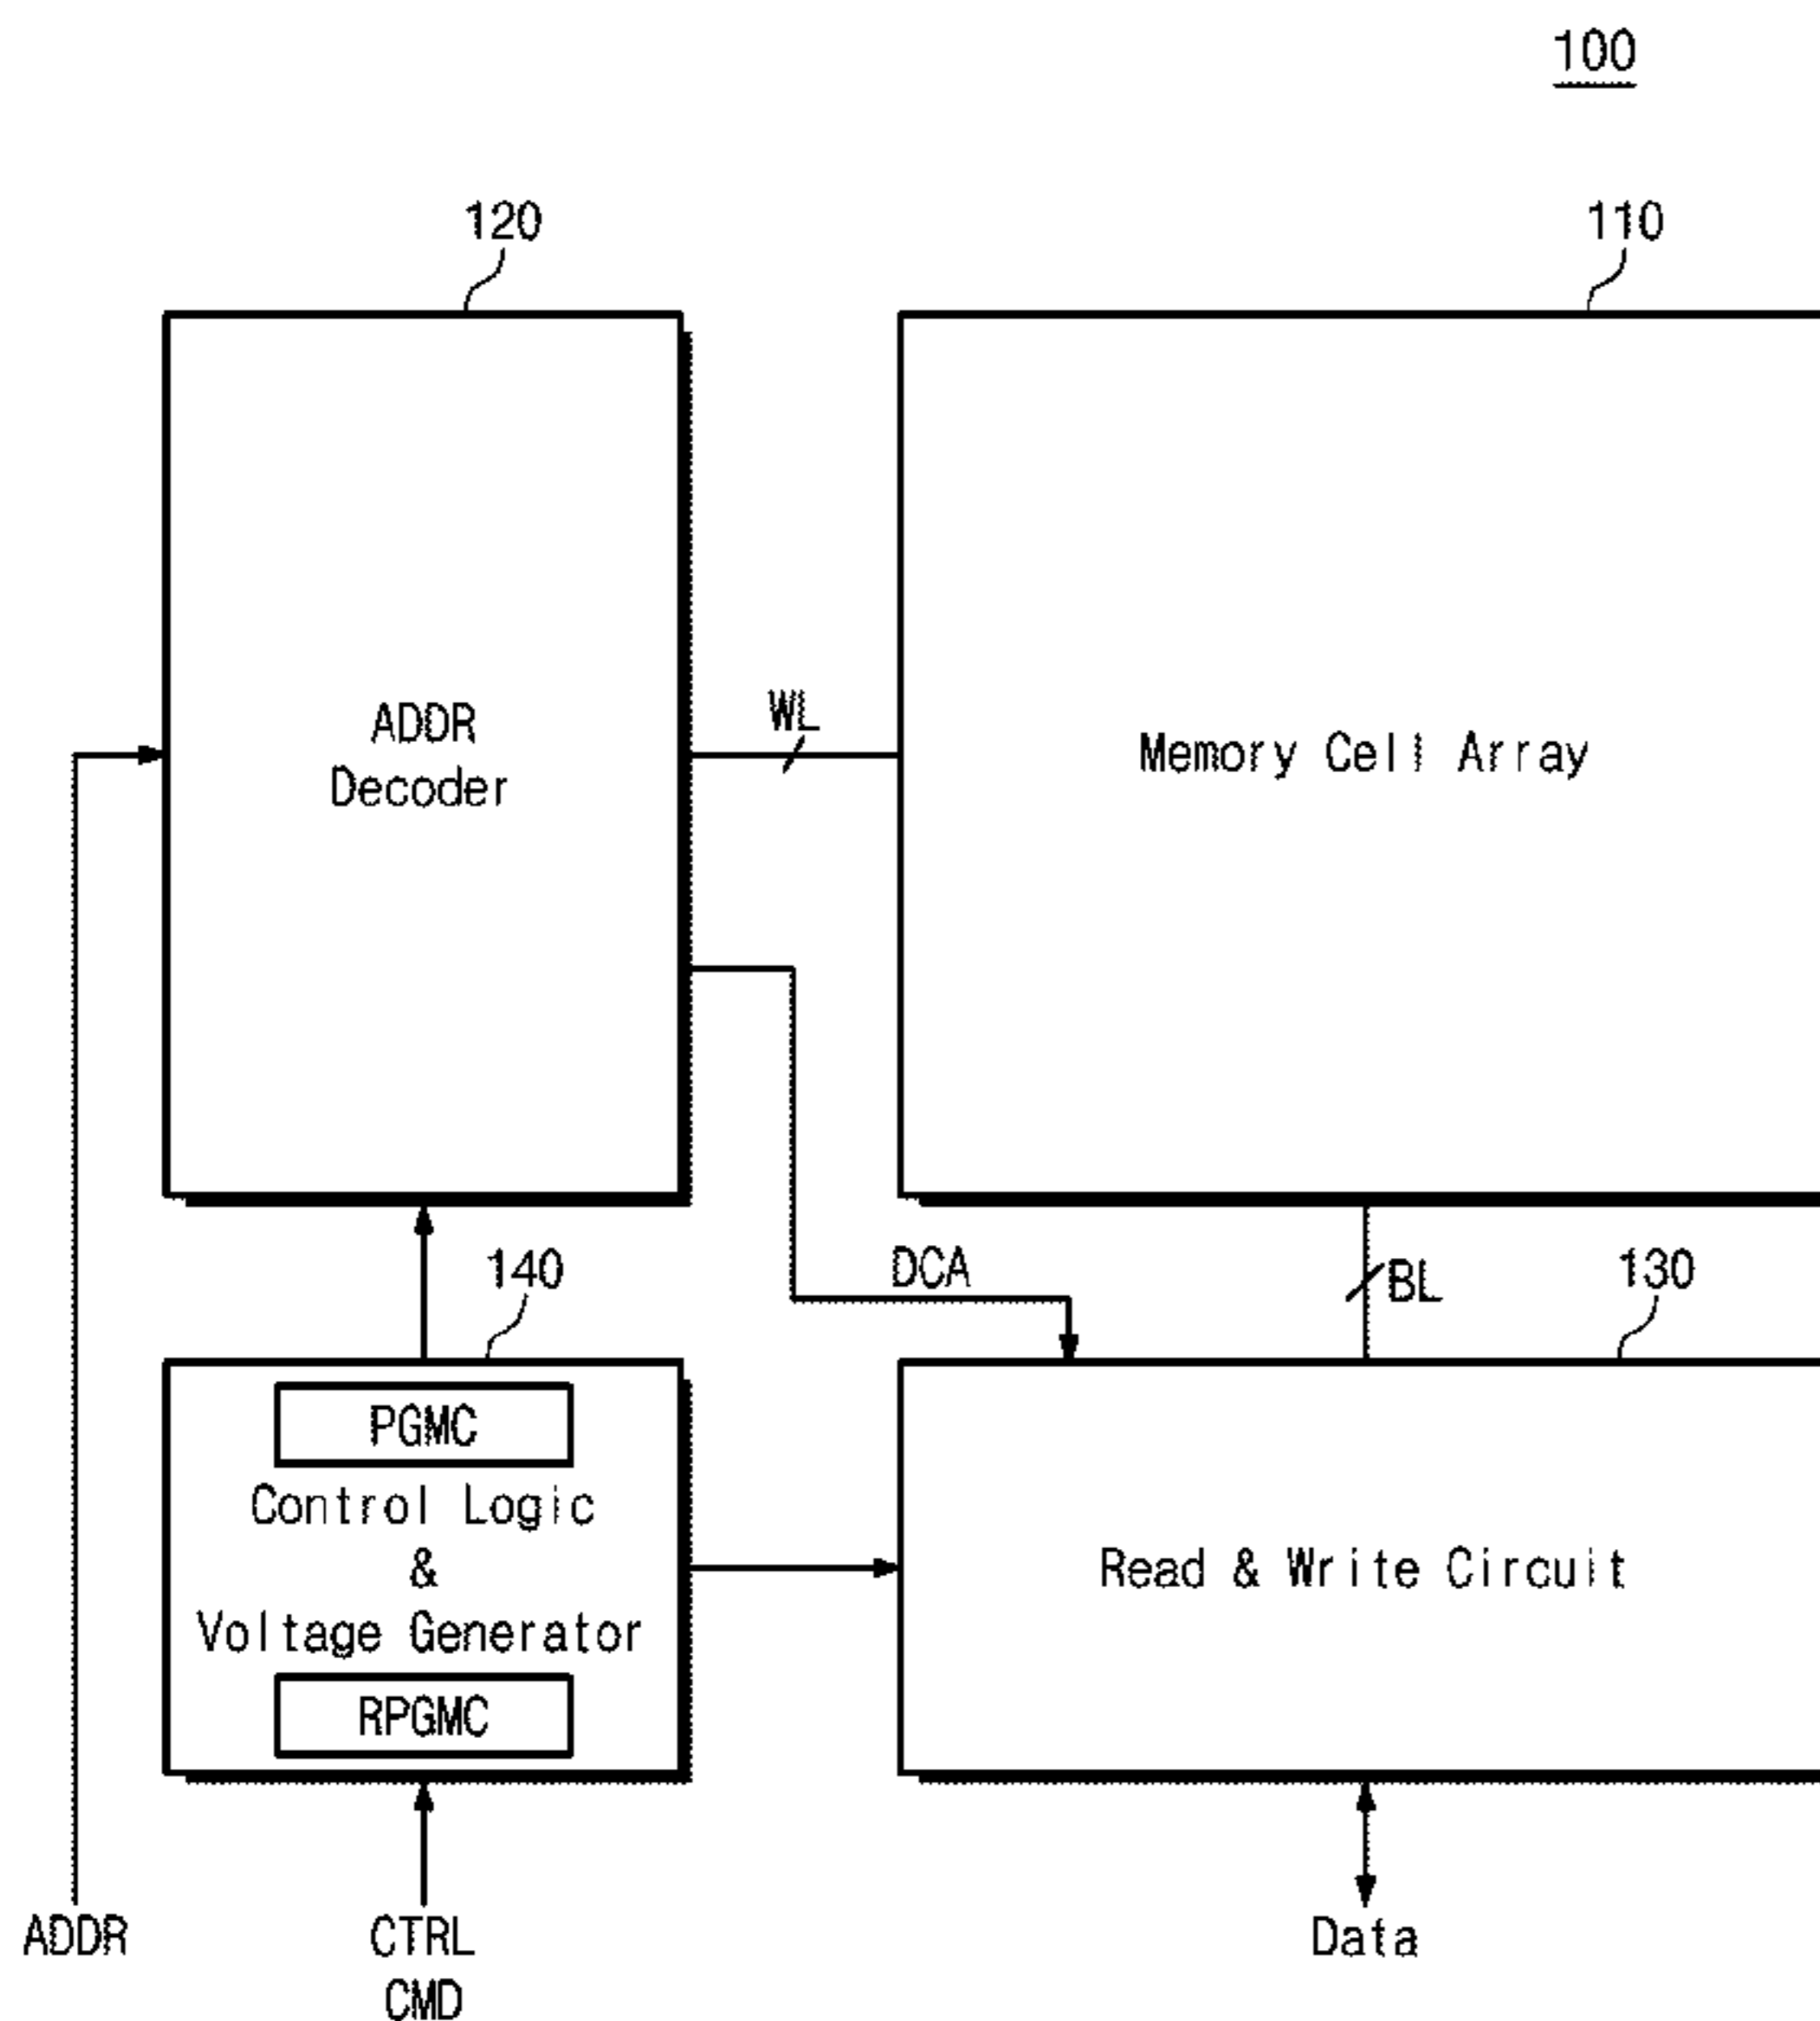 100
120
110
ADDR
Decoder
WL
Memory Cell Array
140
DCA
BL
130
PGMC
Control Logic
&
Voltage Generator
RPGMC
Read & Write Circuit
ADDR
CTRL
CMD
Data